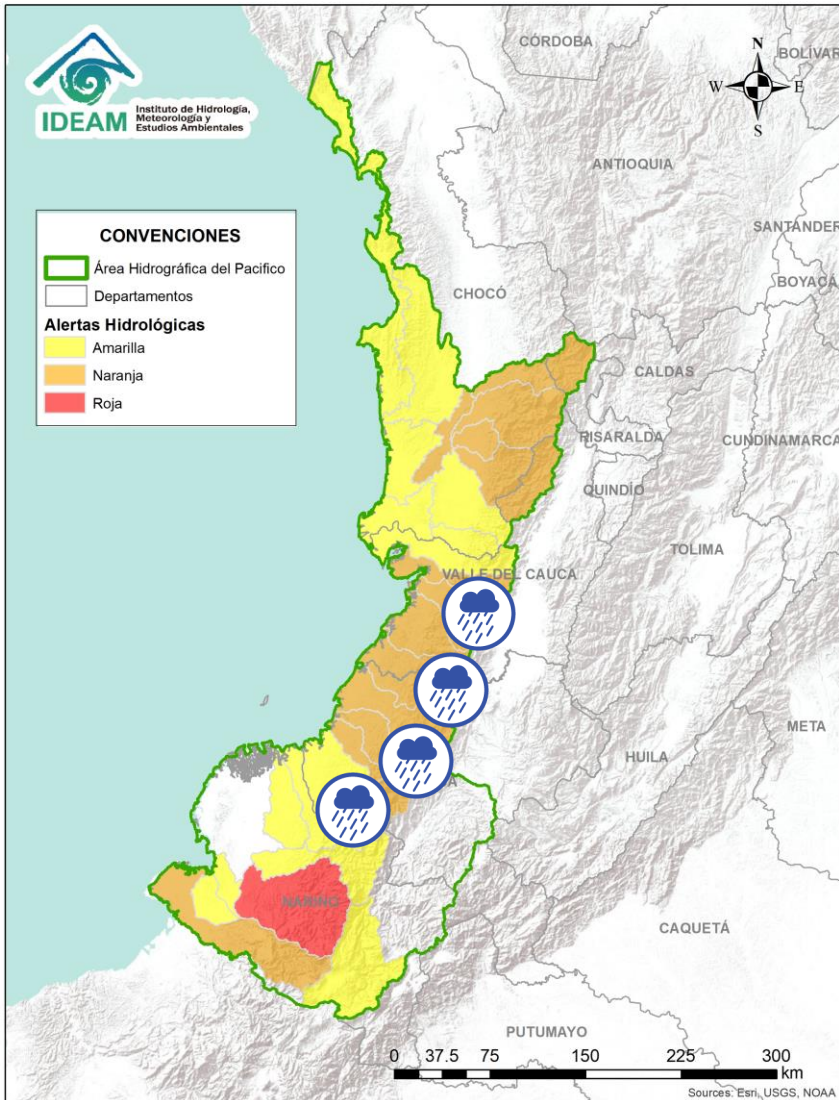 IDEAM
Instituto de Hidrología,
Meteorología y
Estudios Ambientales
CÓRDOBA
BOLÍVAR
N
W
E
S
ANTIOQUIA
SANTANDER
BOYACÁ
CONVENCIONES
Área Hidrográfica del Pacifico
Departamentos
Alertas Hidrológicas
Amarilla
Naranja
Roja
CHOCÓ
CALDAS
RISARALDA
CUNDINAMARCA
QUINDÍO
TOLIMA
VALLE DEL CAUCA
META
HUILA
A
NARIÑO
CAQUETÁ
PUTUMAYO
0 37.5 75 150 225 300
km
Sources: Esri, USGS, NOAA